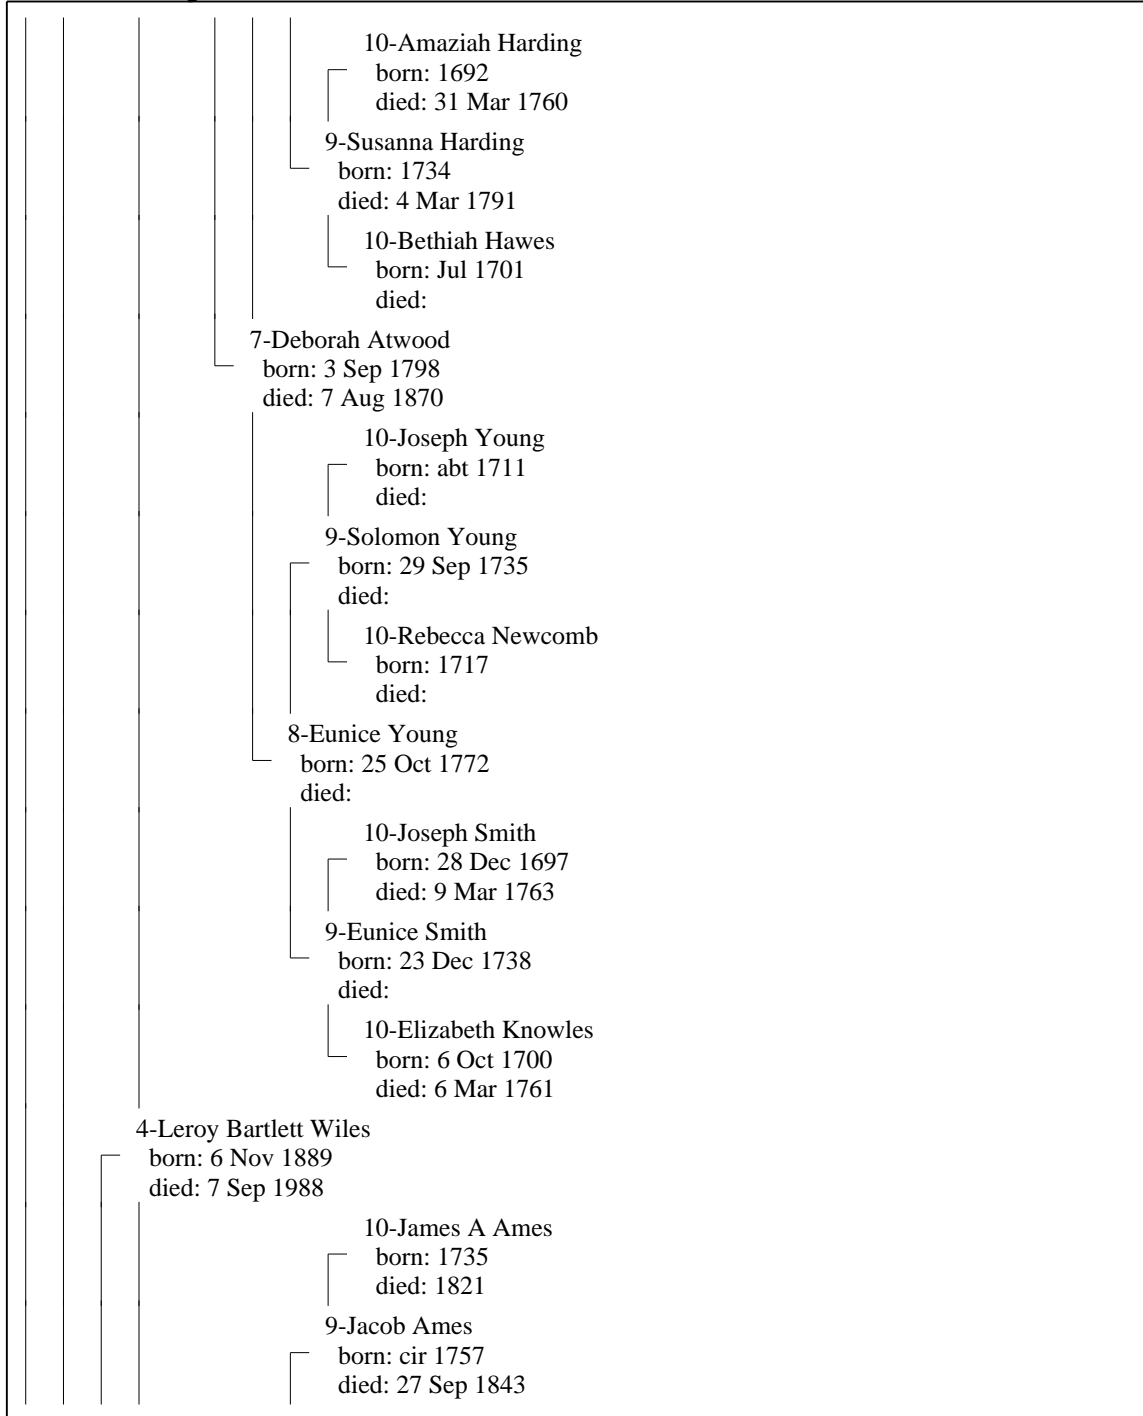 10-Amaziah Harding
born: 1692
died: 31 Mar 1760
9-Susanna Harding
born: 1734
died: 4 Mar 1791
10-Bethiah Hawes
born: Jul 1701
died:
7-Deborah Atwood
born: 3 Sep 1798
died: 7 Aug 1870
10-Joseph Young
born: abt 1711
died:
9-Solomon Young
born: 29 Sep 1735
died:
10-Rebecca Newcomb
born: 1717
died:
8-Eunice Young
born: 25 Oct 1772
died:
10-Joseph Smith
born: 28 Dec 1697
died: 9 Mar 1763
9-Eunice Smith
born: 23 Dec 1738
died:
10-Elizabeth Knowles
born: 6 Oct 1700
died: 6 Mar 1761
4-Leroy Bartlett Wiles
born: 6 Nov 1889
died: 7 Sep 1988
10-James A Ames
born: 1735
died: 1821
9-Jacob Ames
born: cir 1757
died: 27 Sep 1843